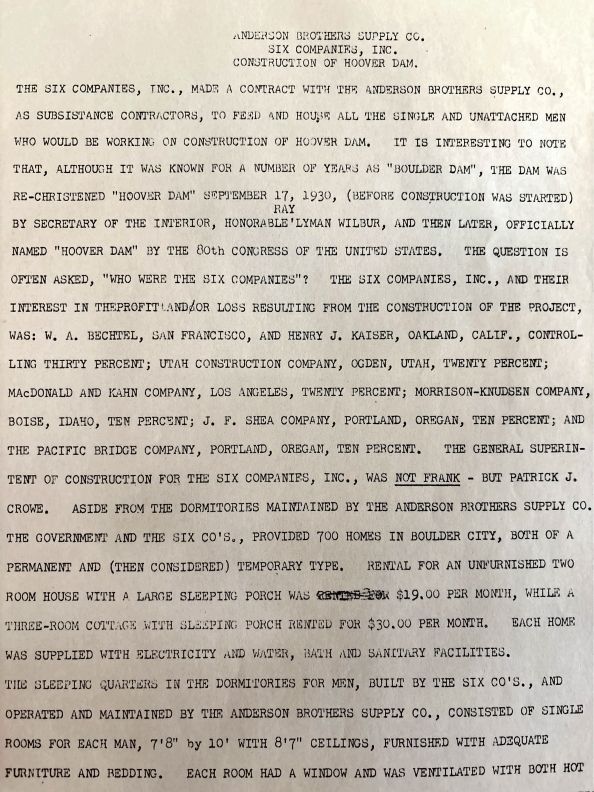 ANDERSON BROTHERS SUPPLY CO.
SIX COMPANIES, INC.
CONSTRUCTION OF HOOVER DAM.
THE SIX COMPANIES, INC., MADE A CONTRACT WITH THE ANDERSON BROTHERS SUPPLY CO.,
AS SUBSISTANCE CONTRACTORS, TO FEED AND HOUSE ALL THE SINGLE AND UNATTACHED MEN
WHO WOULD BE WORKING ON CONSTRUCTION OF HOOVER DAM. IT IS INTERESTING TO NOTE
THAT, ALTHOUGH IT WAS KNOWN FOR A NUMBER OF YEARS AS "BOULDER DAM", THE DAM WAS
RE-CHRISTENED "HOOVER DAM" SEPTEMBER 17, 1930, (BEFORE CONSTRUCTION WAS STARTED)
RAY
BY SECRETARY OF THE INTERIOR, HONORABLE'LYMAN WILBUR, AND THEN LATER, OFFICIALLY
NAMED "HOOVER DAM" BY THE 80th CONGRESS OF THE UNITED STATES. THE QUESTION IS
OFTEN ASKED, "WHO WERE THE SIX COMPANIES"? THE SIX COMPANIES, INC., AND THEIR
INTEREST IN THEPROFIT AND/OR LOSS RESULTING FROM THE CONSTRUCTION OF THE PROJECT,
WAS: W. A. BECHTEL, SAN FRANCISCO, AND HENRY J. KAISER, OAKLAND, CALIF., CONTROL-
LING THIRTY PERCENT; UTAH CONSTRUCTION COMPANY, OGDEN, UTAH, TWENTY PERCENT;
MACDONALD AND KAHN COMPANY, LOS ANGELES, TWENTY PERCENT; MORRISON-KNUDSEN COMPANY,
BOISE, IDAHO, TEN PERCENT; J. F. SHEA COMPANY, PORTLAND, OREGAN, TEN PERCENT; AND
THE PACIFIC BRIDGE COMPANY, PORTLAND, OREGAN, TEN PERCENT. THE GENERAL SUPERIN-
TENT OF CONSTRUCTION FOR THE SIX COMPANIES, INC., WAS NOT FRANK - BUT PATRICK J.
CROWE. ASIDE FROM THE DORMITORIES MAINTAINED BY THE ANDERSON BROTHERS SUPPLY CO.
THE GOVERNMENT AND THE SIX CO'S., PROVIDED 700 HOMES IN BOULDER CITY, BOTH OF A
PERMANENT AND (THEN CONSIDERED) TEMPORARY TYPE. RENTAL FOR AN UNFURNISHED TWO
ROOM HOUSE WITH A LARGE SLEEPING PORCH WAS $19.00 PER MONTH, WHILE A
THREE-ROOM COTTAGE WITH SLEEPING PORCH RENTED FOR $30.00 PER MONTH. EACH HOME
WAS SUPPLIED WITH ELECTRICITY AND WATER, BATH AND SANITARY FACILITIES.
THE SLEEPING QUARTERS IN THE DORMITORIES FOR MEN, BUILT BY THE SIX CO'S., AND
OPERATED AND MAINTAINED BY THE ANDERSON BROTHERS SUPPLY CO., CONSISTED OF SINGLE
ROOMS FOR EACH MAN, 7'8" by 10' WITH 8'7" CEILINGS, FURNISHED WITH ADEQUATE
FURNITURE AND BEDDING. EACH ROOM HAD A WINDOW AND WAS VENTILATED WITH BOTH HOT